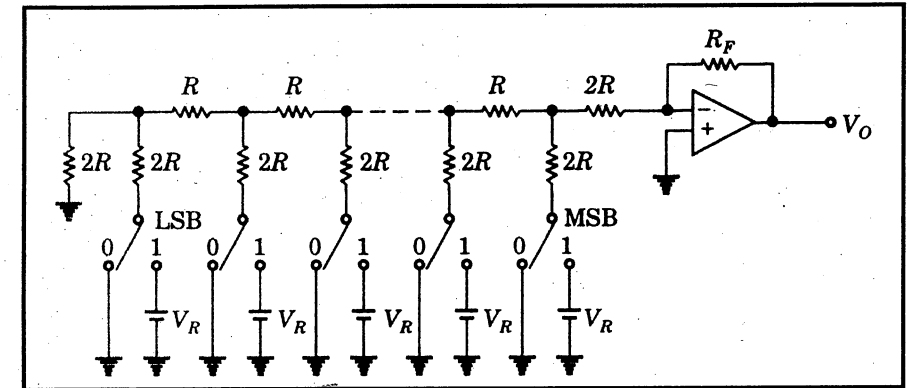 R_F
R R R 2R
− +
V_O
2R 2R 2R 2R 2R 2R
LSB MSB
0 1 0 1 0 1 0 1 0 1
V_R V_R V_R V_R V_R